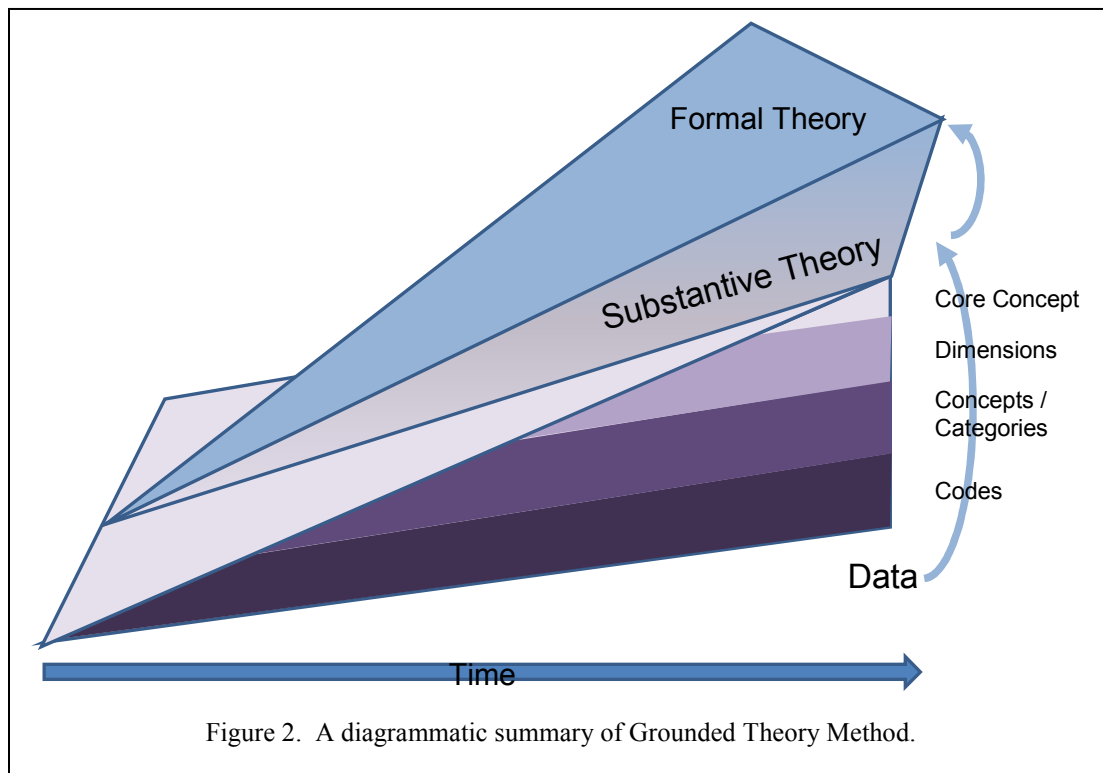 Formal Theory
Substantive Theory
Core Concept
Dimensions
Concepts /
Categories
Codes
Data
Time
Figure 2.  A diagrammatic summary of Grounded Theory Method.